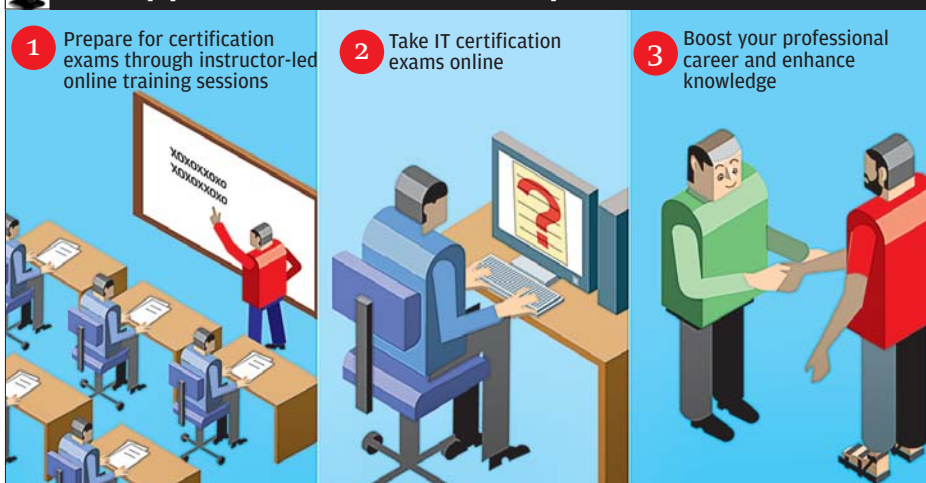 1
Prepare for certification
exams through instructor-led
online training sessions
XOXOXXOXO
XOXOXXOXO
2
Take IT certification
exams online
?
3
Boost your professional
career and enhance
knowledge